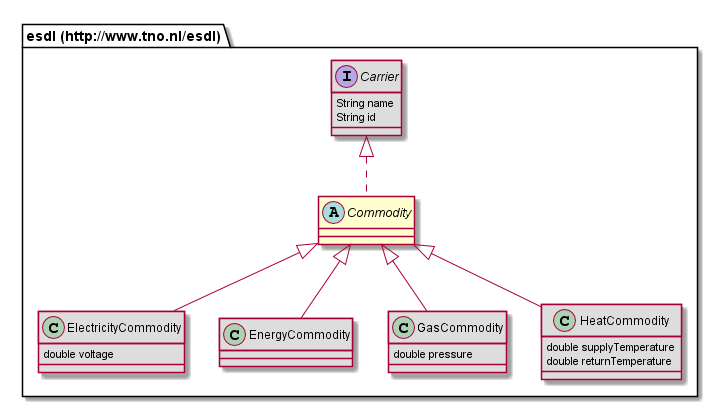 esdl (http://www.tno.nl/esdl)
I Carrier
String name
String id
A Commodity
C ElectricityCommodity
double voltage
C EnergyCommodity
C GasCommodity
double pressure
C HeatCommodity
double supplyTemperature
double returnTemperature